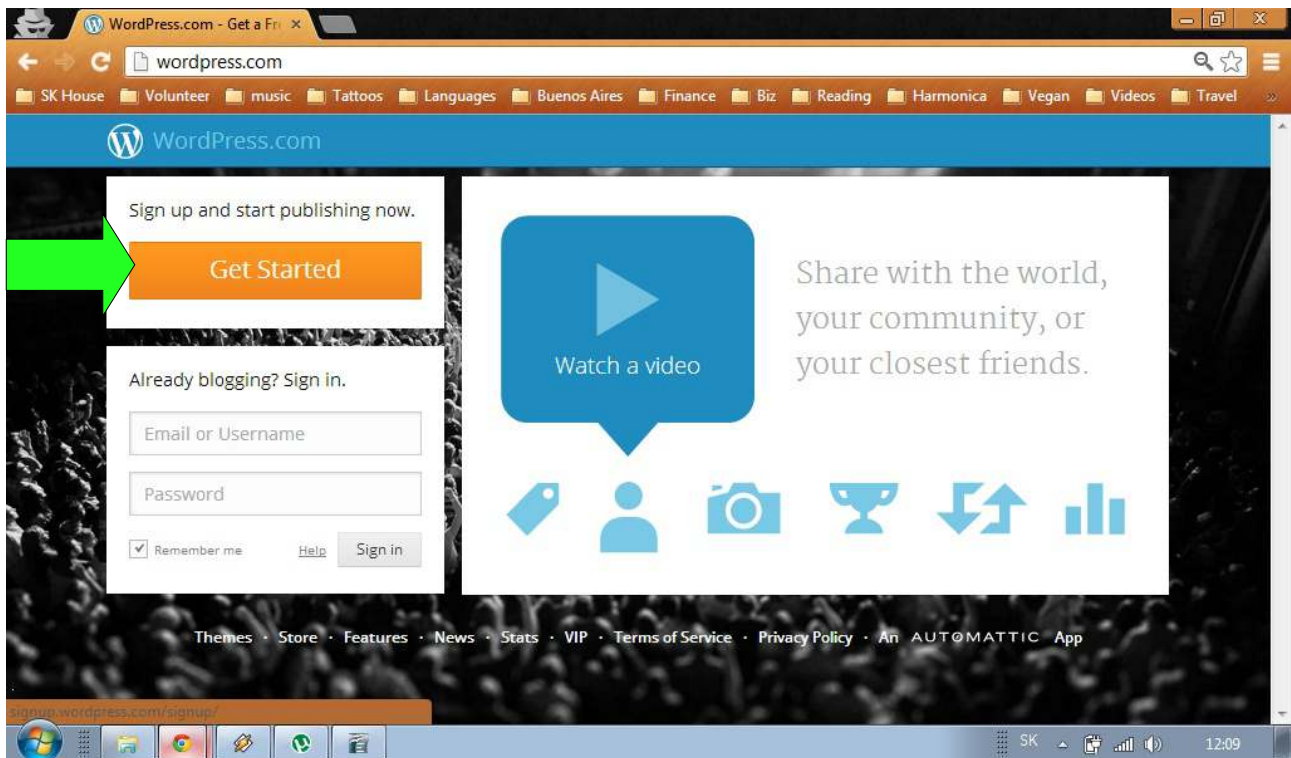 WordPress.com - Get a Fr
wordpress.com
SK House Volunteer music Tattoos Languages Buenos Aires Finance Biz Reading Harmonica Vegan Videos Travel »
WordPress.com
Sign up and start publishing now.
Get Started
Already blogging? Sign in.
Email or Username
Password
Remember me Help Sign in
Watch a video
Share with the world,
your community, or
your closest friends.
Themes · Store · Features · News · Stats · VIP · Terms of Service · Privacy Policy · An AUTOMATTIC App
signup.wordpress.com/signup/
SK 12:09